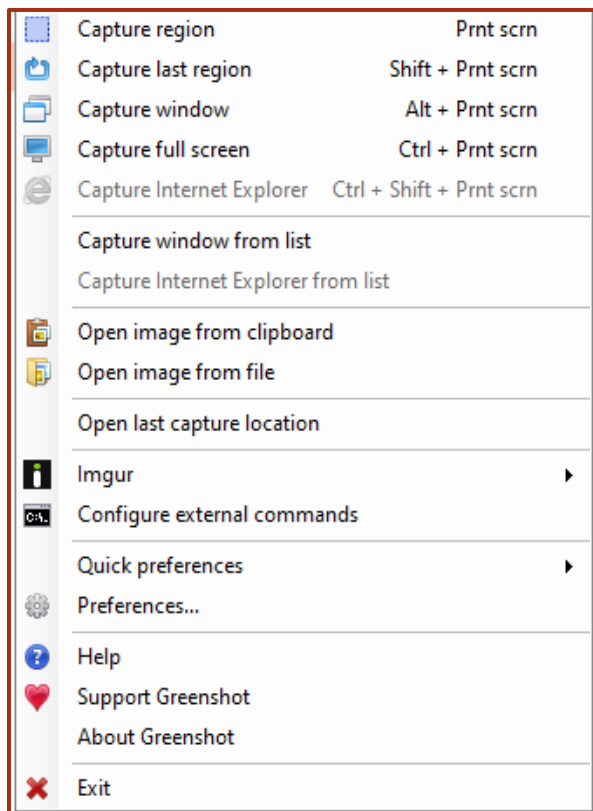 Capture region Prnt scrn
Capture last region Shift + Prnt scrn
Capture window Alt + Prnt scrn
Capture full screen Ctrl + Prnt scrn
Capture Internet Explorer Ctrl + Shift + Prnt scrn
Capture window from list
Capture Internet Explorer from list
Open image from clipboard
Open image from file
Open last capture location
Imgur
C:\. Configure external commands
Quick preferences
Preferences...
Help
Support Greenshot
About Greenshot
Exit